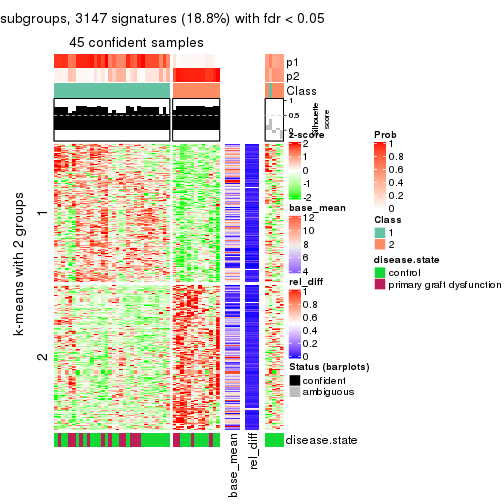 subgroups, 3147 signatures (18.8%) with fdr < 0.05
45 confident samples
p1
p2
Class
1
0.5
0
Silhouette
score
k-means with 2 groups
1
2
z-score
2
1
0
-1
-2
base_mean
12
10
8
6
4
rel_diff
1
0.8
0.6
0.4
0.2
0
Status (barplots)
confident
ambiguous
Prob
1
0.8
0.6
0.4
0.2
0
Class
1
2
disease.state
control
primary graft dysfunction
disease.state
base_mean
rel_diff